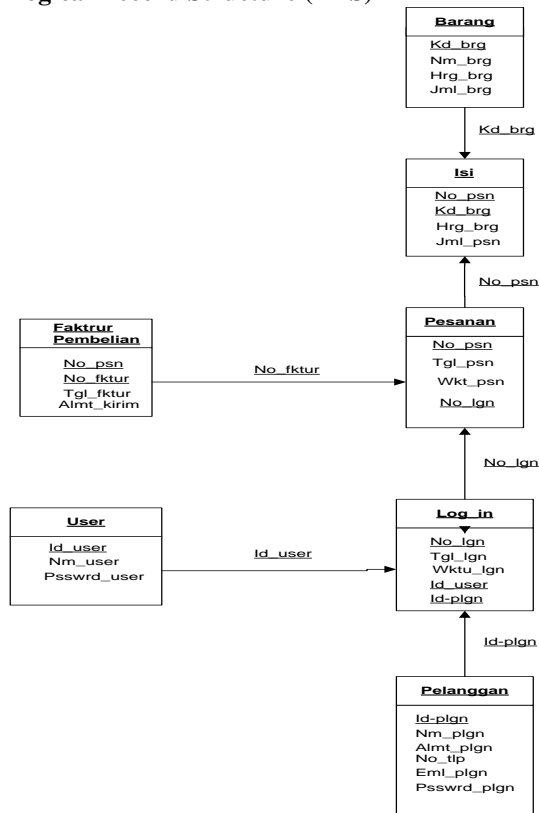 Barang
Kd_brg
Nm_brg
Hrg_brg
Jml_brg
Kd_brg
Isi
No_psn
Kd_brg
Hrg_brg
Jml_psn
No_psn
Faktrur
Pembelian
No_psn
No_fktur
Tgl_fktur
Almt_kirim
No_fktur
Pesanan
No_psn
Tgl_psn
Wkt_psn
No_lgn
No_lgn
User
Id_user
Nm_user
Psswrd_user
Id_user
Log_in
No_lgn
Tgl_lgn
Wktu_lgn
Id_user
Id-plgn
Id-plgn
Pelanggan
Id-plgn
Nm_plgn
Almt_plgn
No_tlp
Eml_plgn
Psswrd_plgn